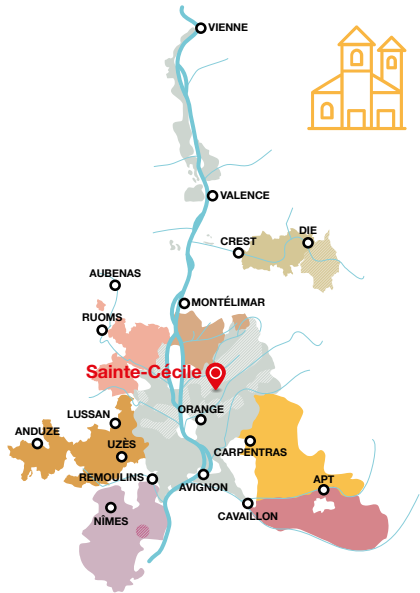 VIENNE
VALENCE
DIE
CREST
AUBENAS
MONTÉLIMAR
RUOMS
Sainte-Cécile
ORANGE
LUSSAN
ANDUZE
UZÈS
CARPENTRAS
REMOULINS
APT
AVIGNON
NÎMES
CAVAILLON